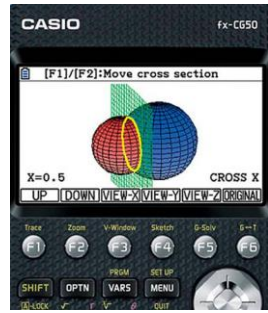 CASIO fx-CG50
[F1]/[F2]:Move cross section
X=0.5 CROSS X
UP DOWN VIEW-X VIEW-Y VIEW-Z ORIGINAL
Trace Zoom V-Window Sketch G-Solv G↔T
F1 F2 F3 F4 F5 F6
PRGM SET UP
SHIFT OPTN VARS MENU
A-LOCK √ r QUIT